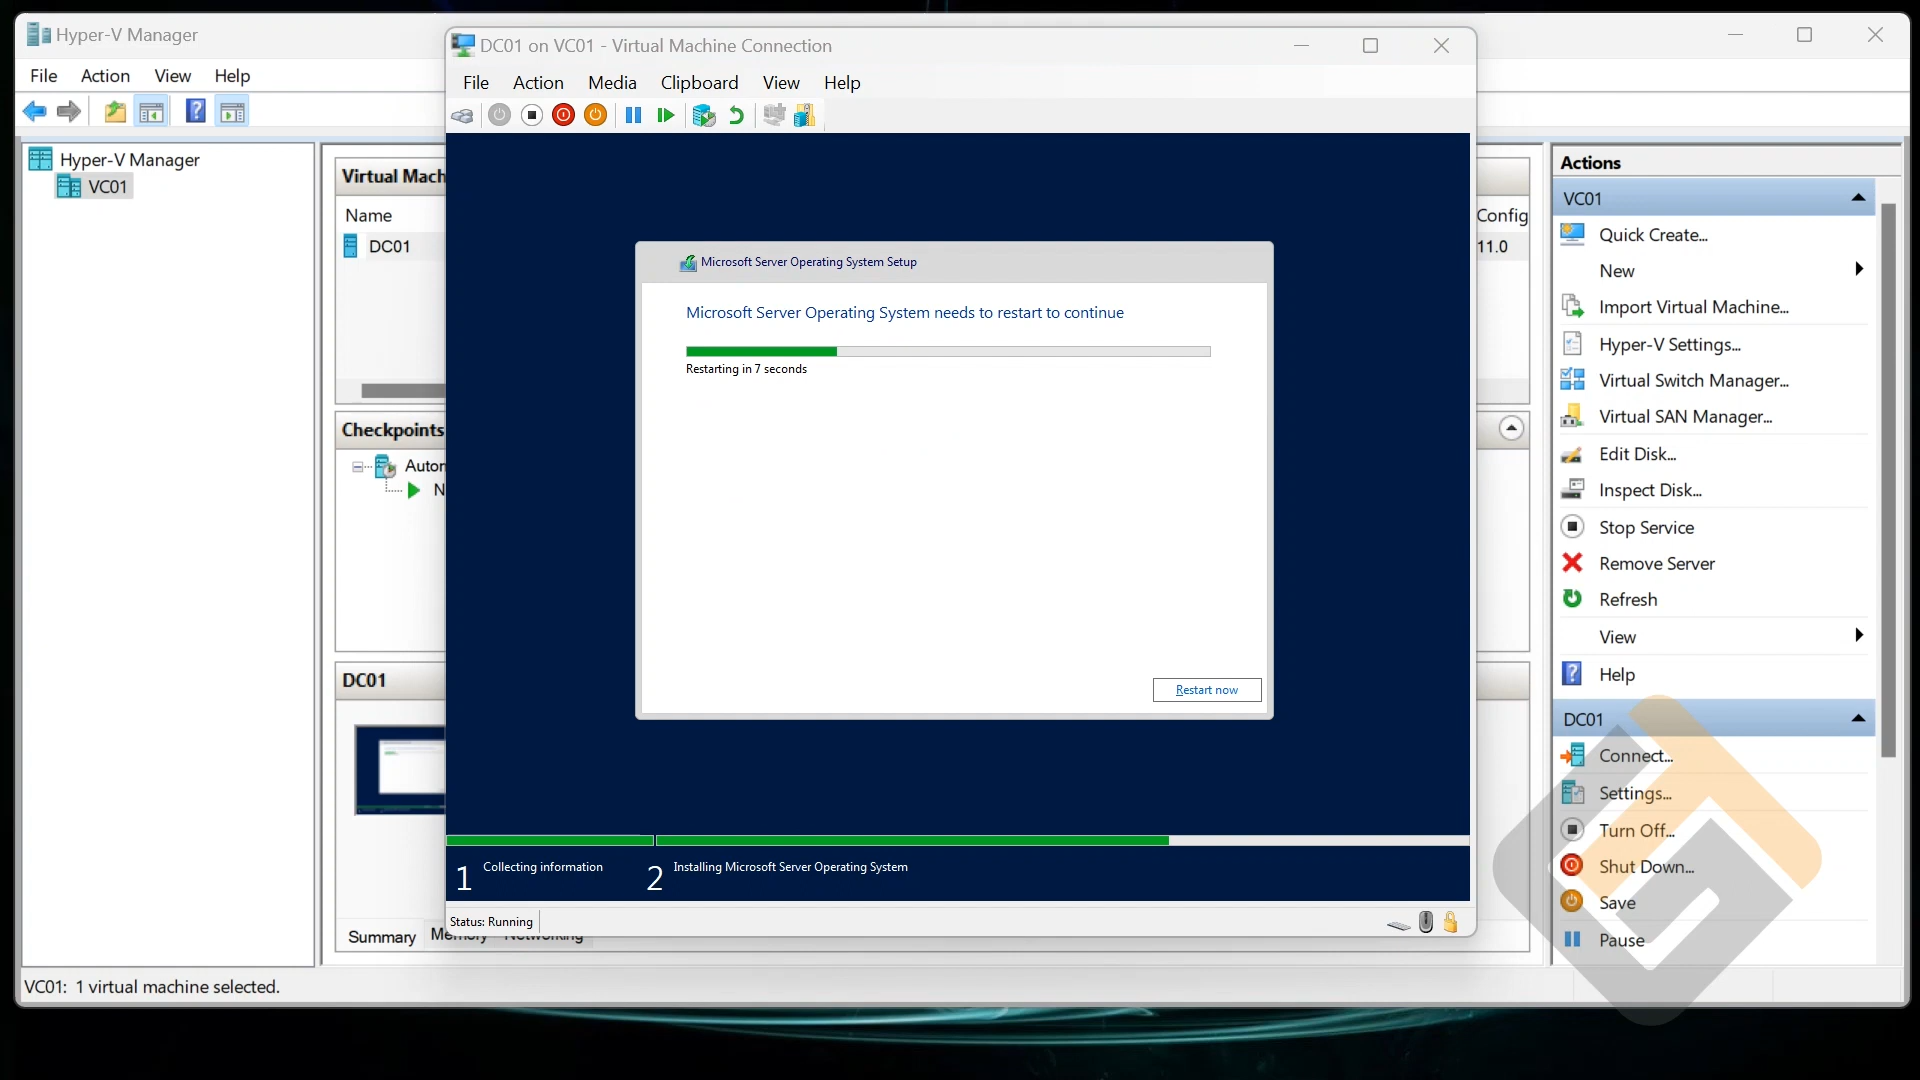 Hyper-V Manager
File Action View Help
Hyper-V Manager
VC01
Virtual Mach
Name
DC01
Checkpoints
Autom
N
DC01
Summary
VC01: 1 virtual machine selected.
DC01 on VC01 - Virtual Machine Connection
File Action Media Clipboard View Help
Microsoft Server Operating System Setup
Microsoft Server Operating System needs to restart to continue
Restarting in 7 seconds
Restart now
1 Collecting information
2 Installing Microsoft Server Operating System
Status: Running
Config
11.0
Actions
VC01
Quick Create...
New
Import Virtual Machine...
Hyper-V Settings...
Virtual Switch Manager...
Virtual SAN Manager...
Edit Disk...
Inspect Disk...
Stop Service
Remove Server
Refresh
View
Help
DC01
Connect...
Settings...
Turn Off...
Shut Down...
Save
Pause